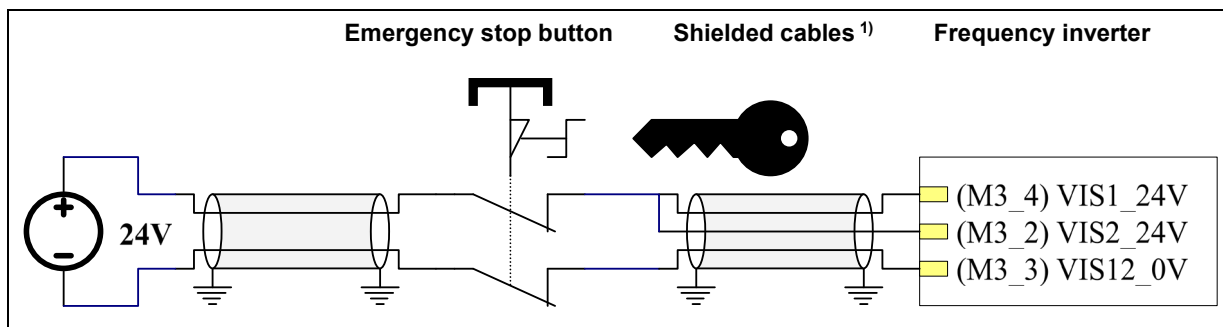 Emergency stop button Shielded cables 1) Frequency inverter
+
24V
−
(M3_4) VIS1_24V
(M3_2) VIS2_24V
(M3_3) VIS12_0V